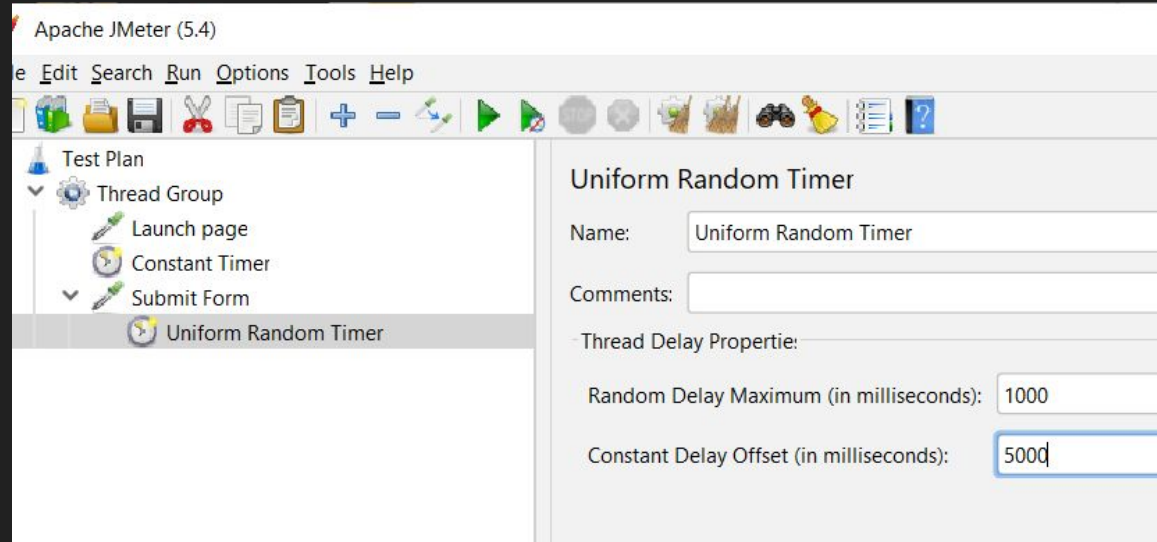 Apache JMeter (5.4)
le Edit Search Run Options Tools Help
STOP
Test Plan
Thread Group
Launch page
Constant Timer
Submit Form
Uniform Random Timer
Uniform Random Timer
Name: Uniform Random Timer
Comments:
Thread Delay Properties
Random Delay Maximum (in milliseconds): 1000
Constant Delay Offset (in milliseconds): 5000